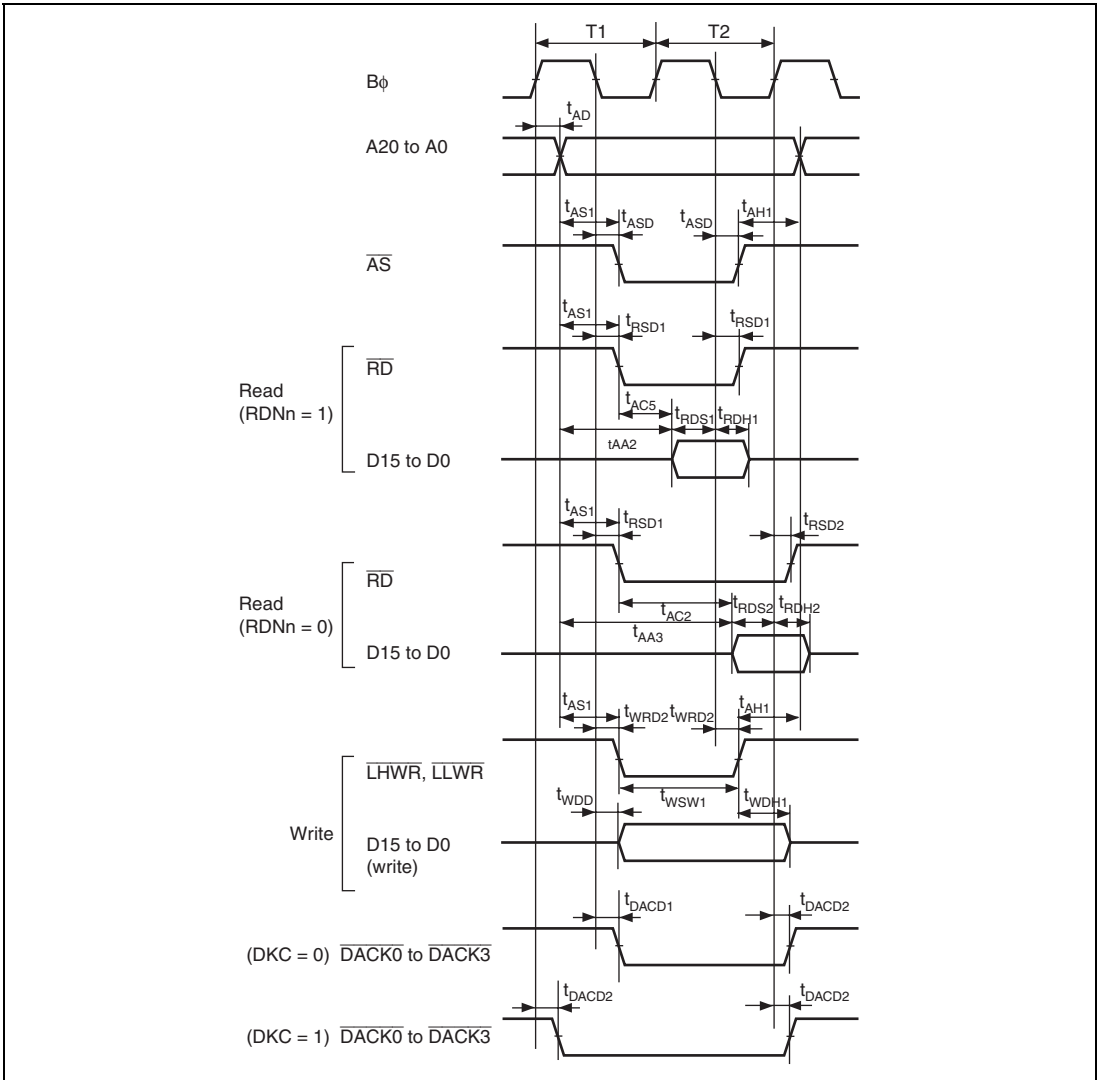 T1 T2
Bφ
tAD
A20 to A0
tAS1 tASD tASD tAH1
AS
tAS1 tRSD1 tRSD1
RD
Read
(RDNn = 1)
tAC5 tRDS1 tRDH1
tAA2
D15 to D0
tAS1 tRSD1 tRSD2
RD
Read
(RDNn = 0)
tAC2 tRDS2 tRDH2
tAA3
D15 to D0
tAS1 tWRD2 tWRD2 tAH1
LHWR, LLWR
tWDD tWSW1 tWDH1
Write
D15 to D0
(write)
tDACD1 tDACD2
(DKC = 0) DACK0 to DACK3
tDACD2 tDACD2
(DKC = 1) DACK0 to DACK3